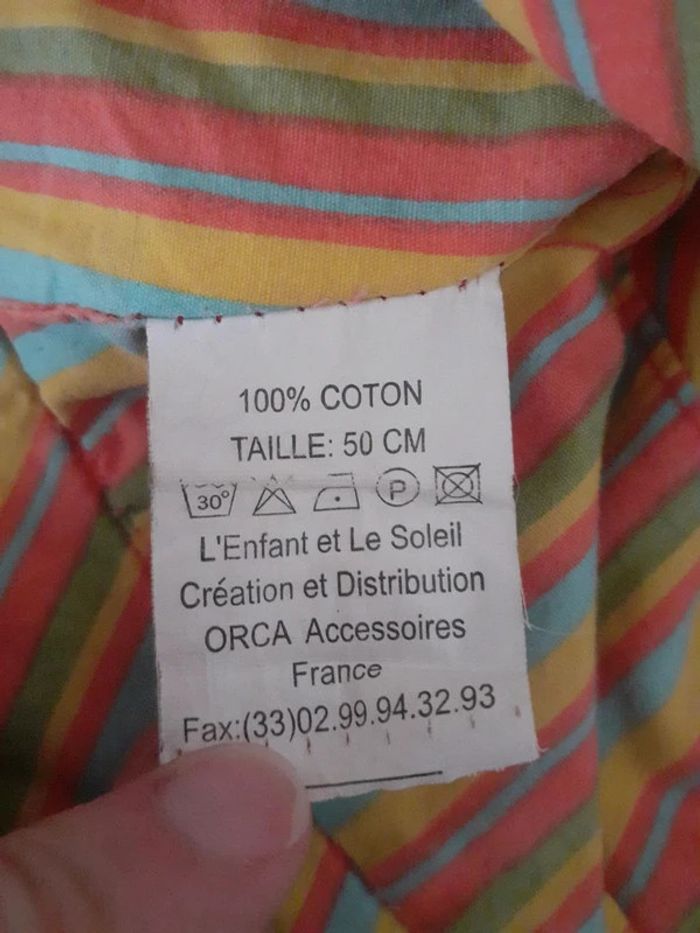 100% COTON
TAILLE: 50 CM
30° P
L'Enfant et Le Soleil
Création et Distribution
ORCA Accessoires
France
Fax:(33)02.99.94.32.93